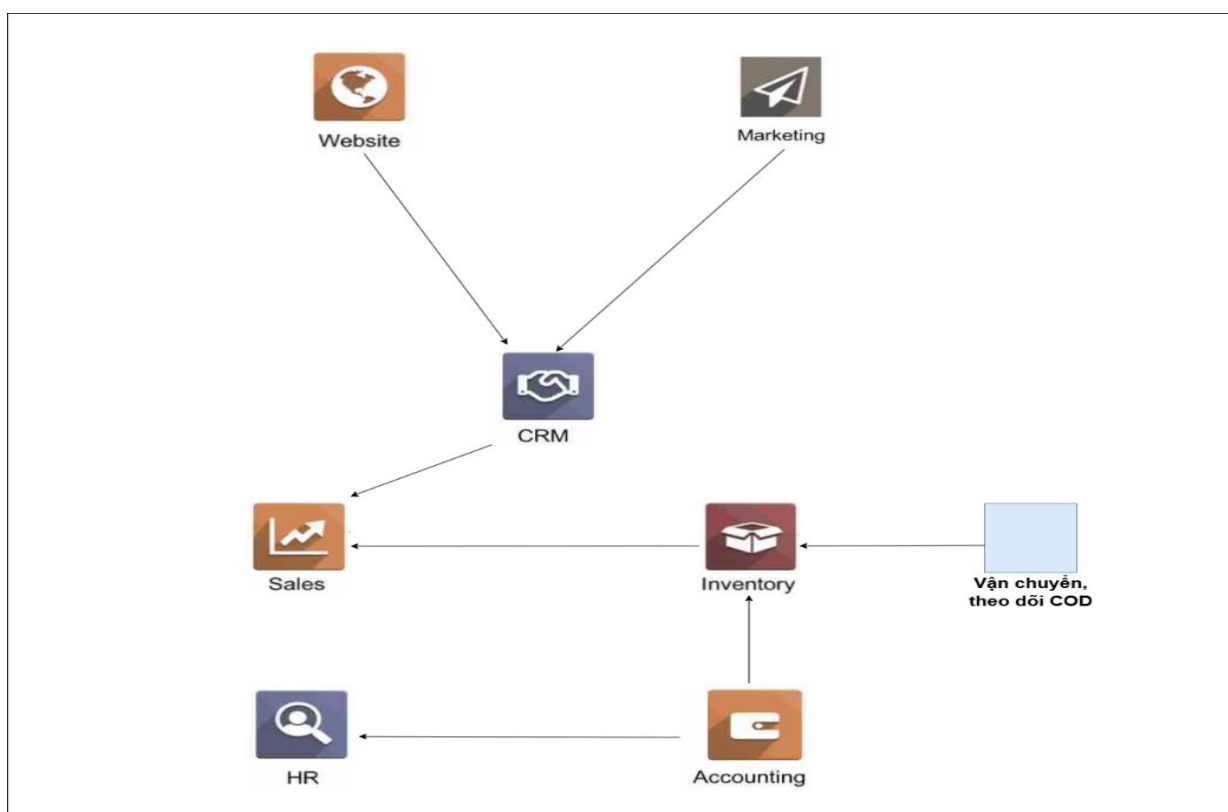 Website
Marketing
CRM
Sales
Inventory
Vận chuyển,
theo dõi COD
HR
Accounting